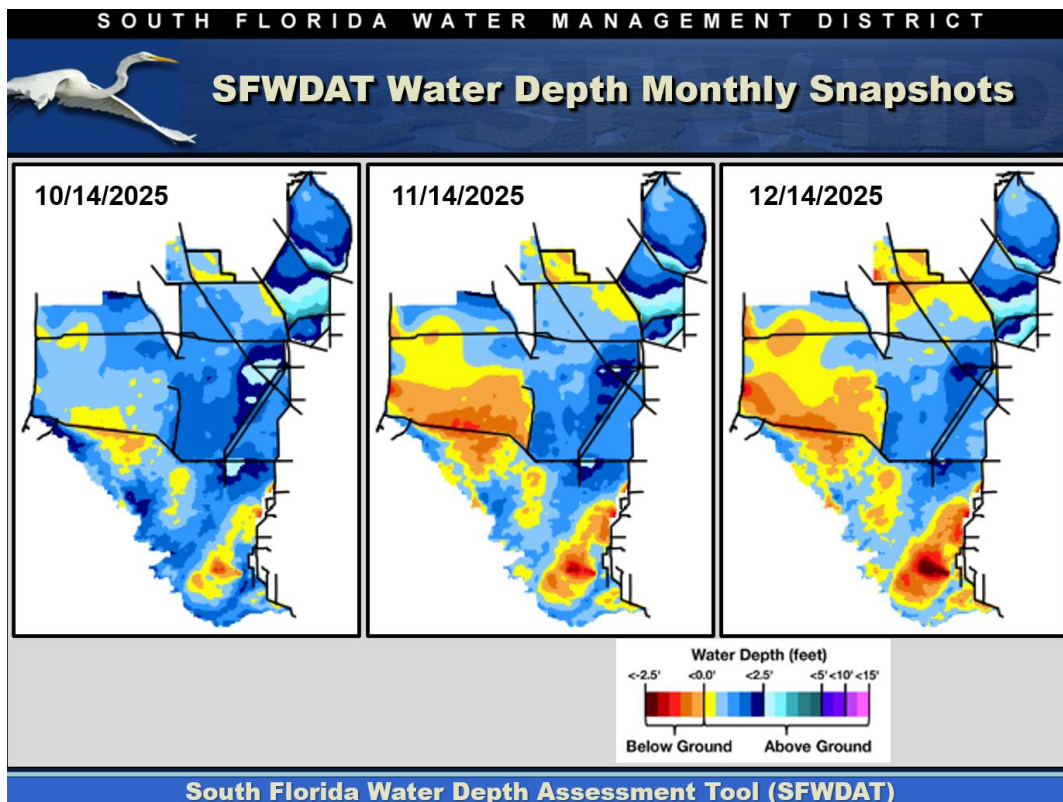 SOUTH FLORIDA WATER MANAGEMENT DISTRICT
SFWDAT Water Depth Monthly Snapshots
10/14/2025
11/14/2025
12/14/2025
Water Depth (feet)
<-2.5' <0.0' <2.5' <5' <10' <15'
Below Ground Above Ground
South Florida Water Depth Assessment Tool (SFWDAT)